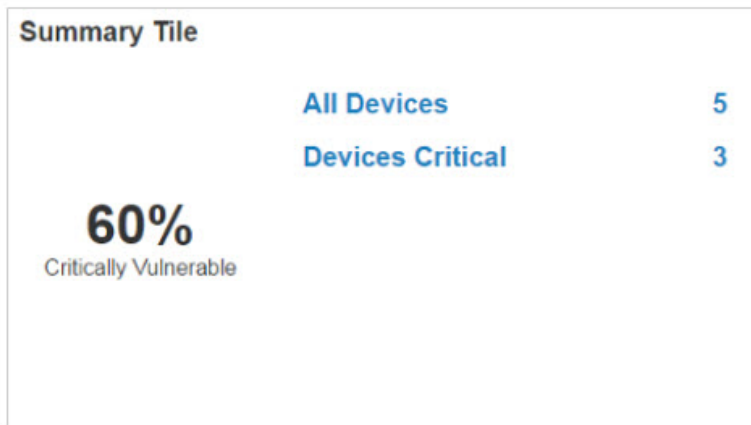 Summary Tile
All Devices 5
Devices Critical 3
60%
Critically Vulnerable